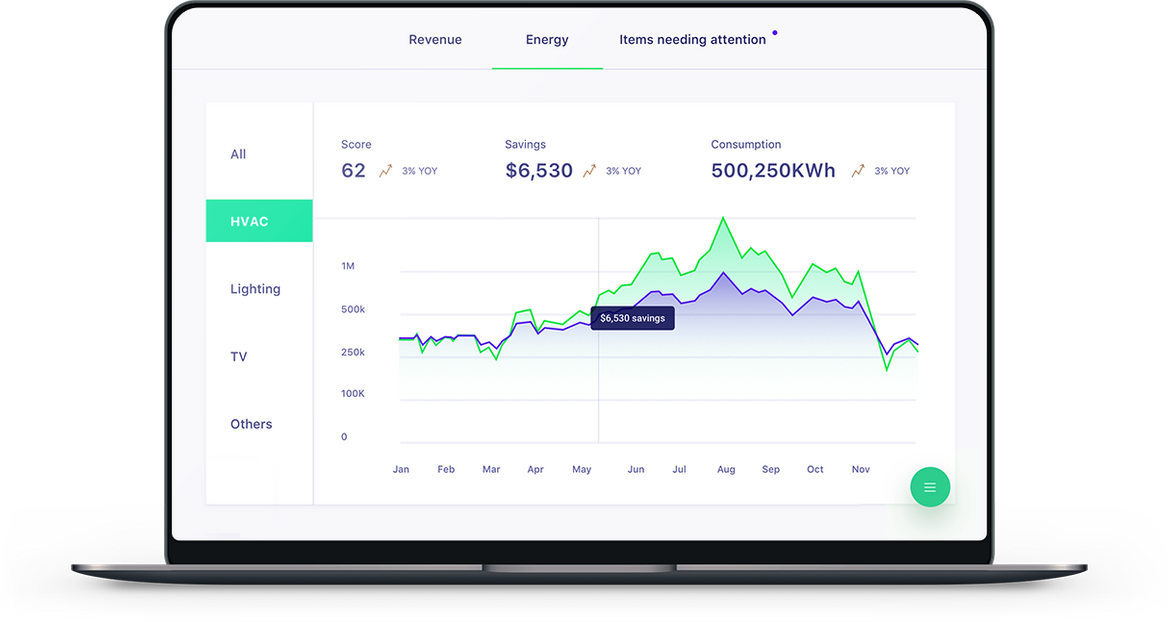 Revenue Energy Items needing attention
All
HVAC
Lighting
TV
Others
Score Savings Consumption
62 3% YOY $6,530 3% YOY 500,250KWh 3% YOY
1M
500k
250k
100K
0
$6,530 savings
Jan Feb Mar Apr May Jun Jul Aug Sep Oct Nov